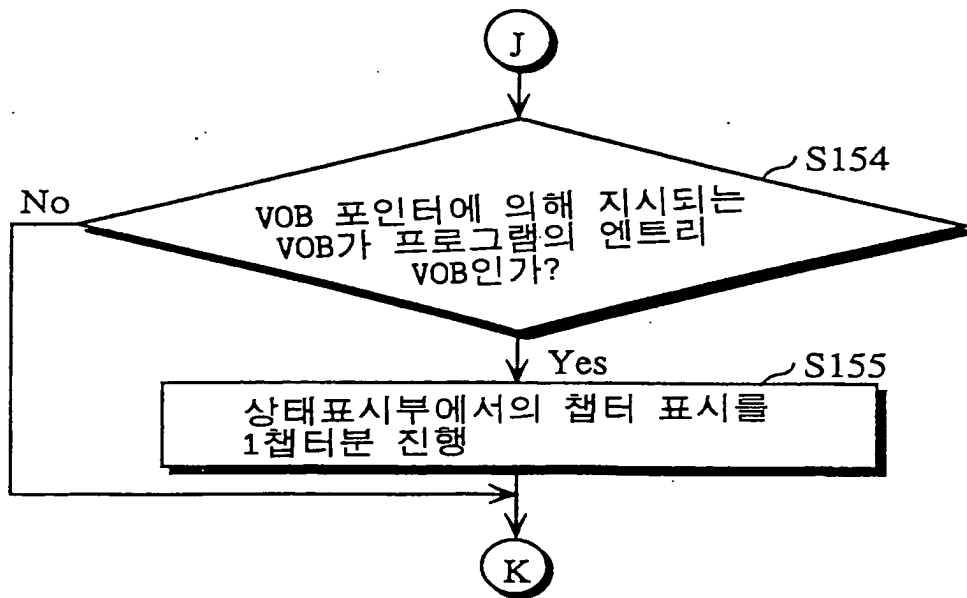 J
S154
No
VOB 포인터에 의해 지시되는
VOB가 프로그램의 엔트리
VOB인가?
Yes
S155
상태표시부에서의 챕터 표시를
1챕터분 진행
K